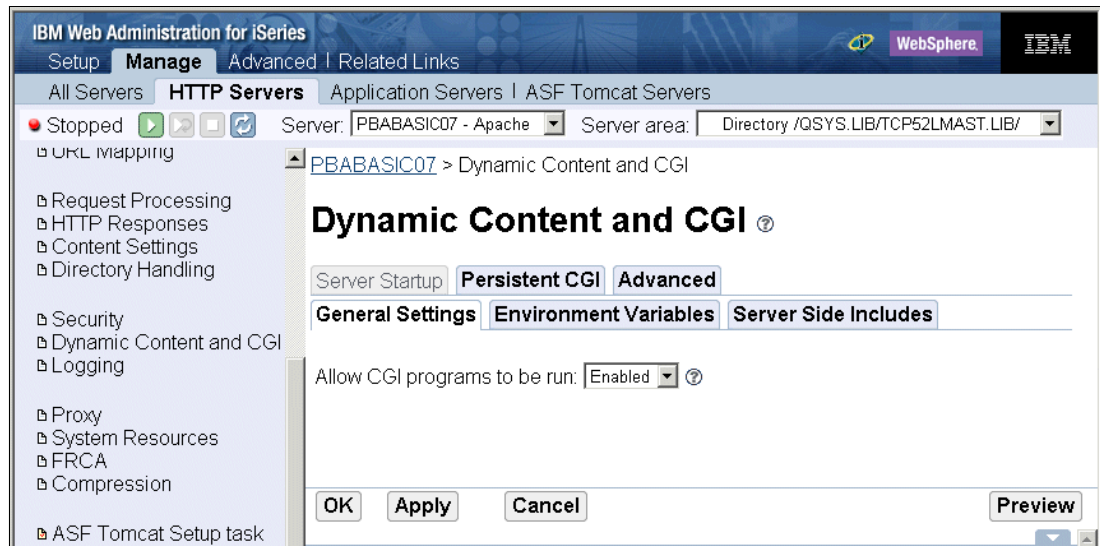 IBM Web Administration for iSeries
WebSphere. IBM
Setup Manage Advanced | Related Links
All Servers HTTP Servers Application Servers | ASF Tomcat Servers
Stopped Server: PBABASIC07 - Apache Server area: Directory /QSYS.LIB/TCP52LMAST.LIB/
URL Mapping
Request Processing
HTTP Responses
Content Settings
Directory Handling
Security
Dynamic Content and CGI
Logging
Proxy
System Resources
FRCA
Compression
ASF Tomcat Setup task
PBABASIC07 > Dynamic Content and CGI
Dynamic Content and CGI
Server Startup Persistent CGI Advanced
General Settings Environment Variables Server Side Includes
Allow CGI programs to be run: Enabled
OK Apply Cancel Preview